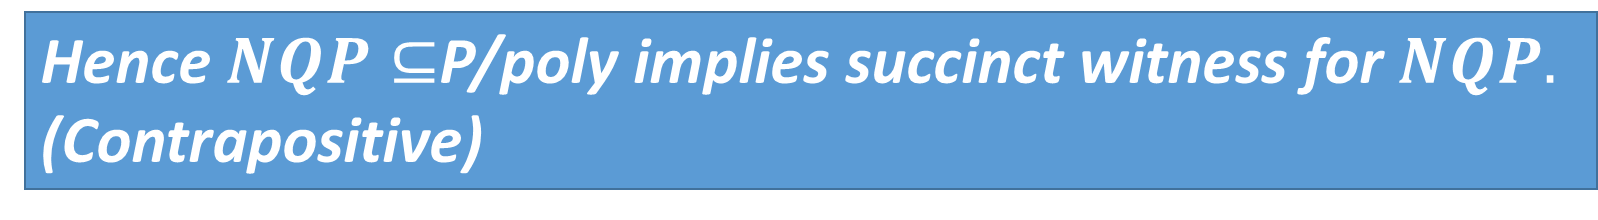 Hence NQP ⊆P/poly implies succinct witness for NQP.
(Contrapositive)